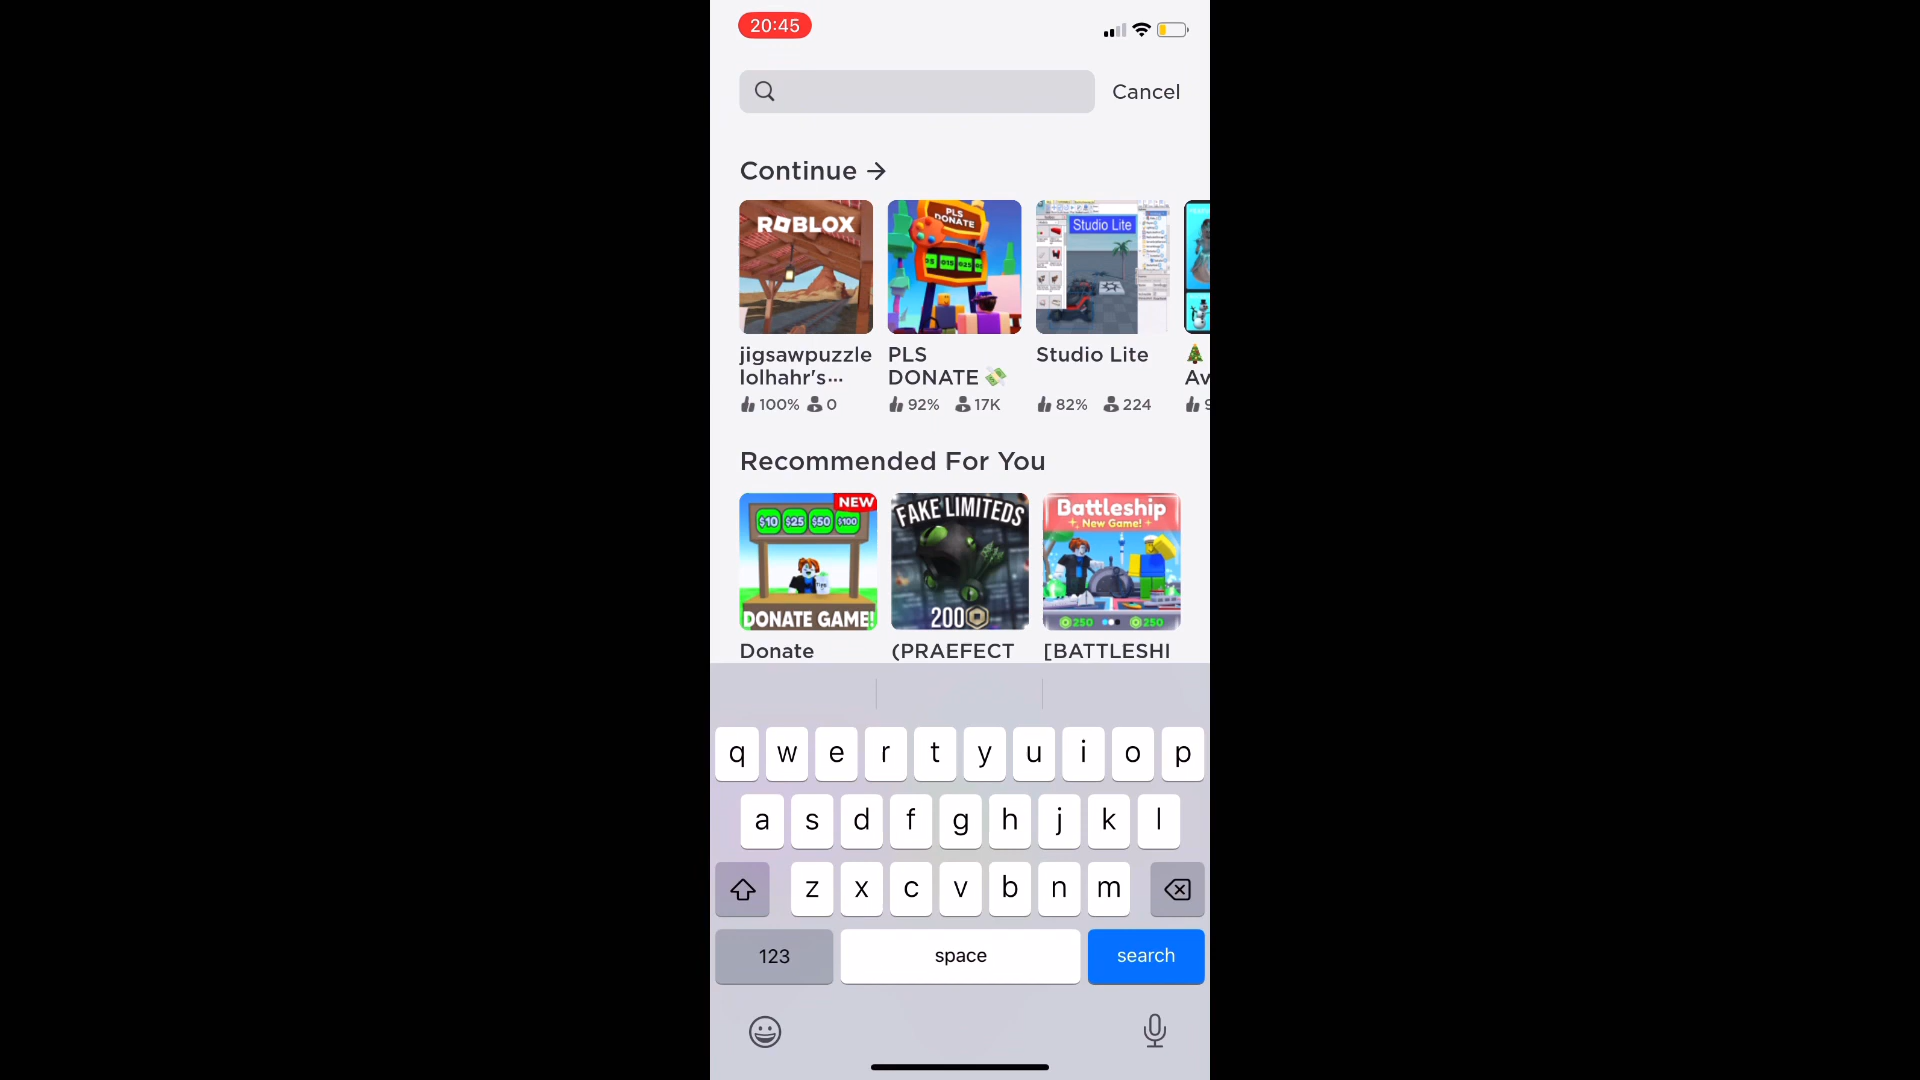 20:45
Cancel
Continue →
ROBLOX
PLS
DONATE
Studio Lite
jigsawpuzzle
lolhahr's...
PLS
DONATE 💸
Studio Lite
🎄
Av
100% 0
92% 17K
82% 224
9
Recommended For You
NEW
$10 $25 $50 $100
DONATE GAME!
FAKE LIMITEDS
200
Battleship
New Game!
250 250
Donate
(PRAEFECT
[BATTLESHI
q w e r t y u i o p
a s d f g h j k l
z x c v b n m
123 space search